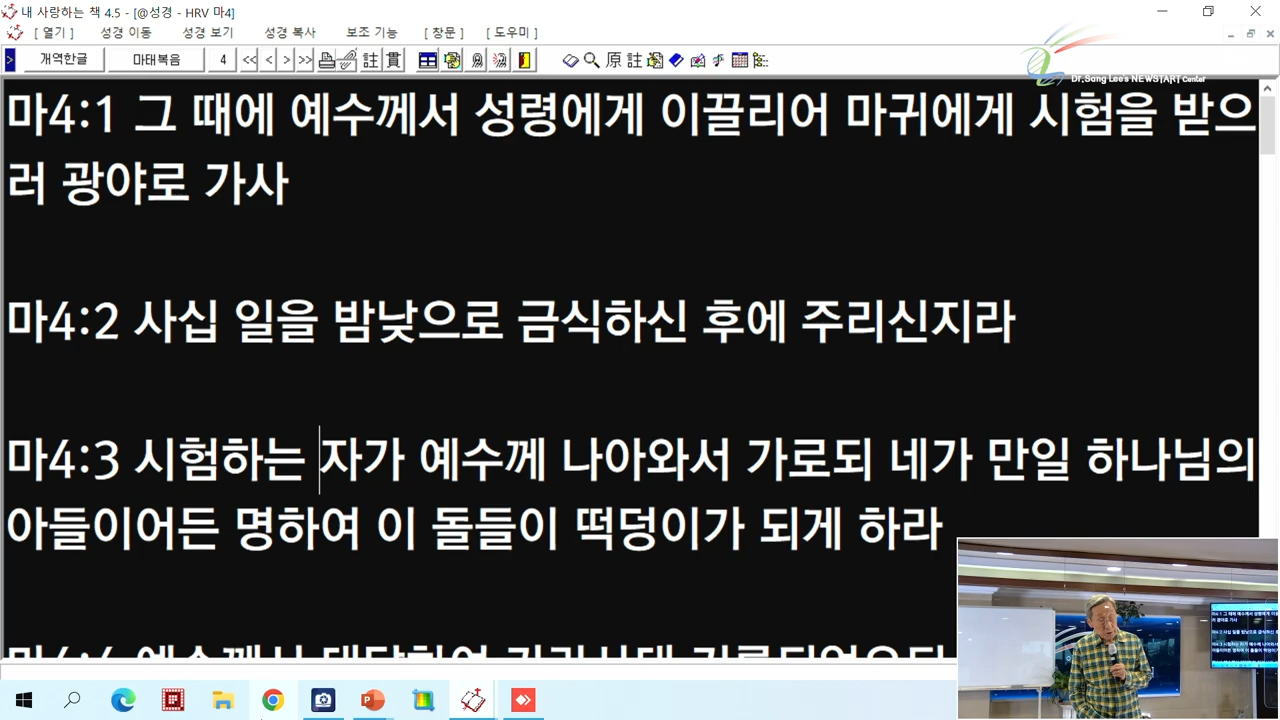 내 사랑하는 책 4.5 - [@성경 - HRV 마4]
[ 열기 ] 성경 이동 성경 보기 성경 복사 보조 기능 [ 창문 ] [ 도우미 ]
개역한글 마태복음 4 << < > >> 註 貫 原 註
Dr.Sang Lee's NEWSTART Center
마4:1 그 때에 예수께서 성령에게 이끌리어 마귀에게 시험을 받으
러 광야로 가사
마4:2 사십 일을 밤낮으로 금식하신 후에 주리신지라
마4:3 시험하는 자가 예수께 나아와서 가로되 네가 만일 하나님의
아들이어든 명하여 이 돌들이 떡덩이가 되게 하라